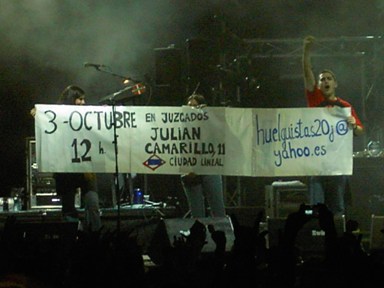 3-OCTUBRE
12 h
EN JUZGADOS
JULIAN
CAMARILLO, 11
CIUDAD LINEAL
huelguistas20j@
yahoo.es